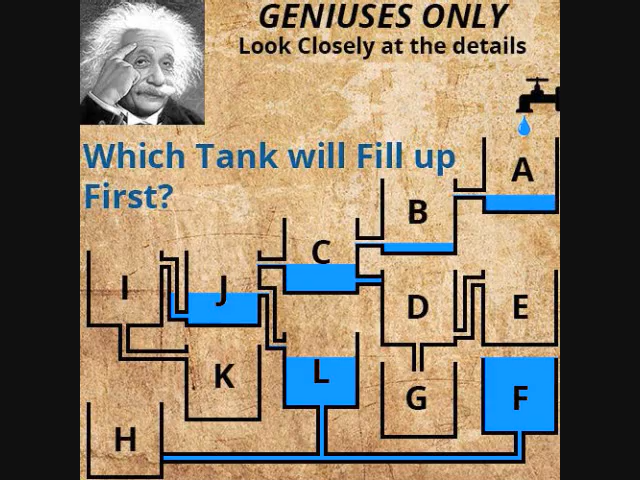 GENIUSES ONLY
Look Closely at the details
Which Tank will Fill up
First?
A
B
C
I
J
D
E
K
L
G
F
H